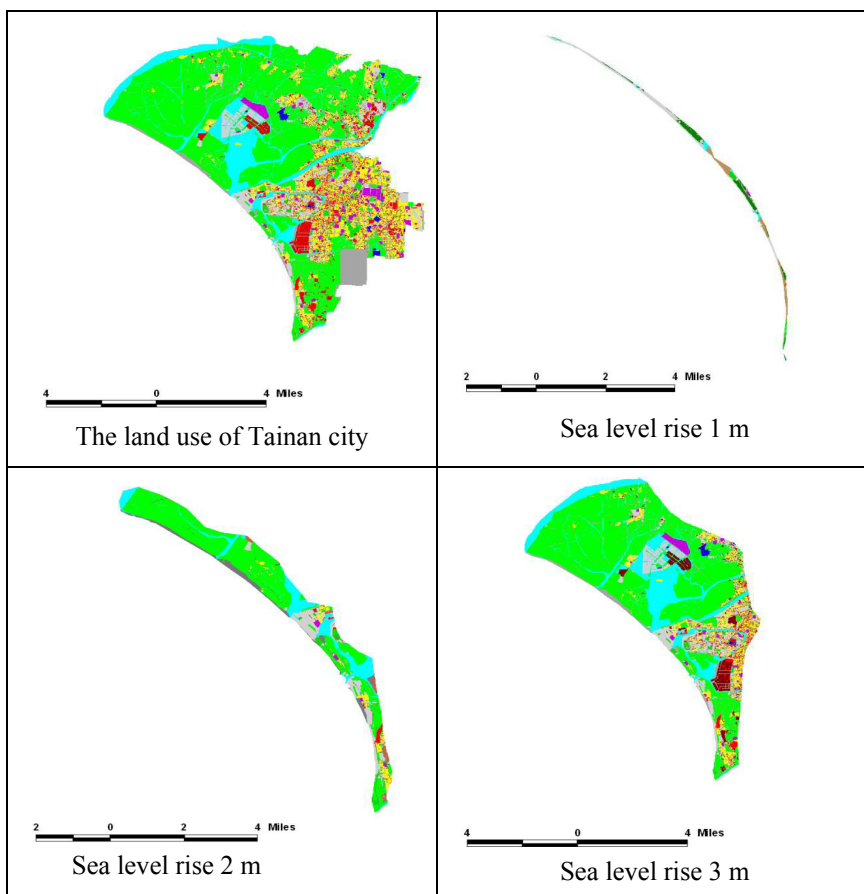 4 0 4 Miles
The land use of Tainan city
2 0 2 4 Miles
Sea level rise 1 m
2 0 2 4 Miles
Sea level rise 2 m
4 0 4 Miles
Sea level rise 3 m